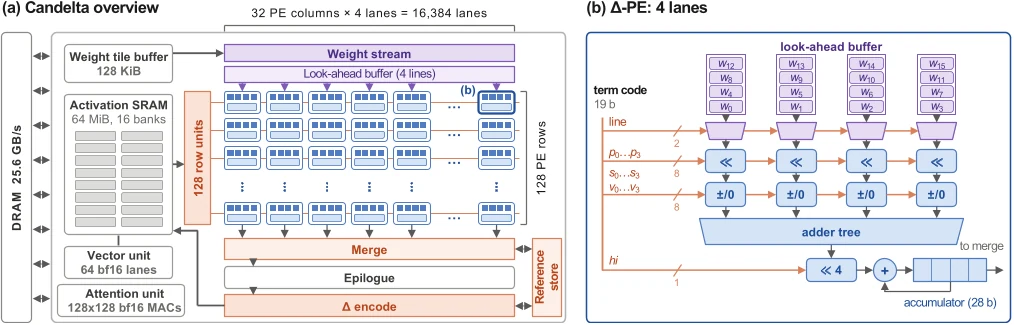 (a) Candelta overview
32 PE columns × 4 lanes = 16,384 lanes
DRAM 25.6 GB/s
Weight tile buffer
128 KiB
Weight stream
Look-ahead buffer (4 lines)
(b)
Activation SRAM
64 MiB, 16 banks
128 row units
...
...
...
...
128 PE rows
Vector unit
64 bf16 lanes
Attention unit
128x128 bf16 MACs
Merge
Epilogue
Δ encode
Reference
store
(b) Δ-PE: 4 lanes
look-ahead buffer
w12 w13 w14 w15
w8 w9 w10 w11
w4 w5 w6 w7
w0 w1 w2 w3
term code
19 b
line
2
p0…p3
8
≪ ≪ ≪ ≪
s0…s3
v0…v3
8
±/0 ±/0 ±/0 ±/0
adder tree
to merge
hi
1
≪ 4
+
accumulator (28 b)